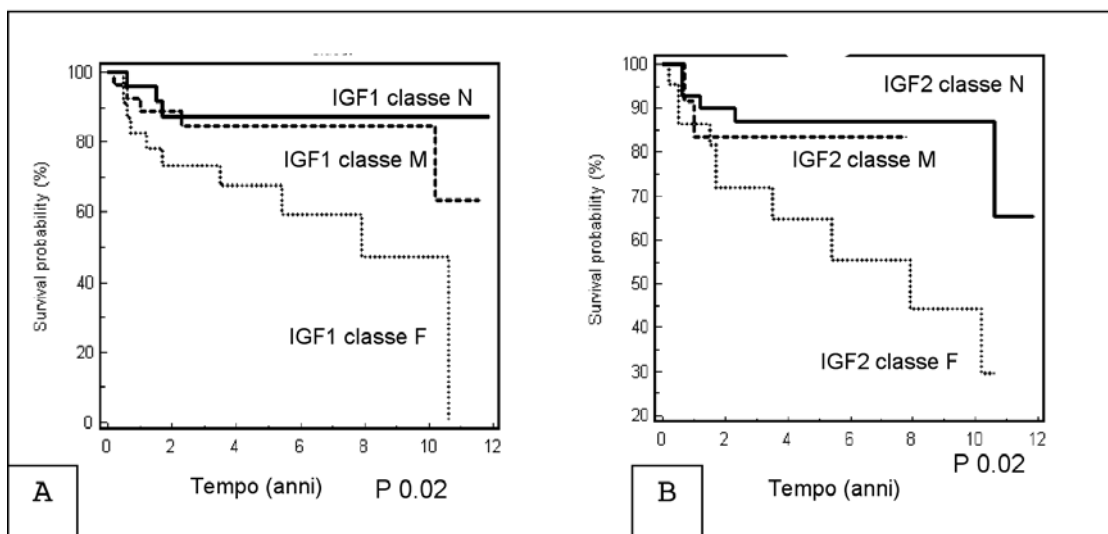 100
80
60
40
20
0
Survival probability (%)
IGF1 classe N
IGF1 classe M
IGF1 classe F
0 2 4 6 8 10 12
Tempo (anni)
P 0.02
A
100
90
80
70
60
50
40
30
20
Survival probability (%)
IGF2 classe N
IGF2 classe M
IGF2 classe F
0 2 4 6 8 10 12
P 0.02
Tempo (anni)
B